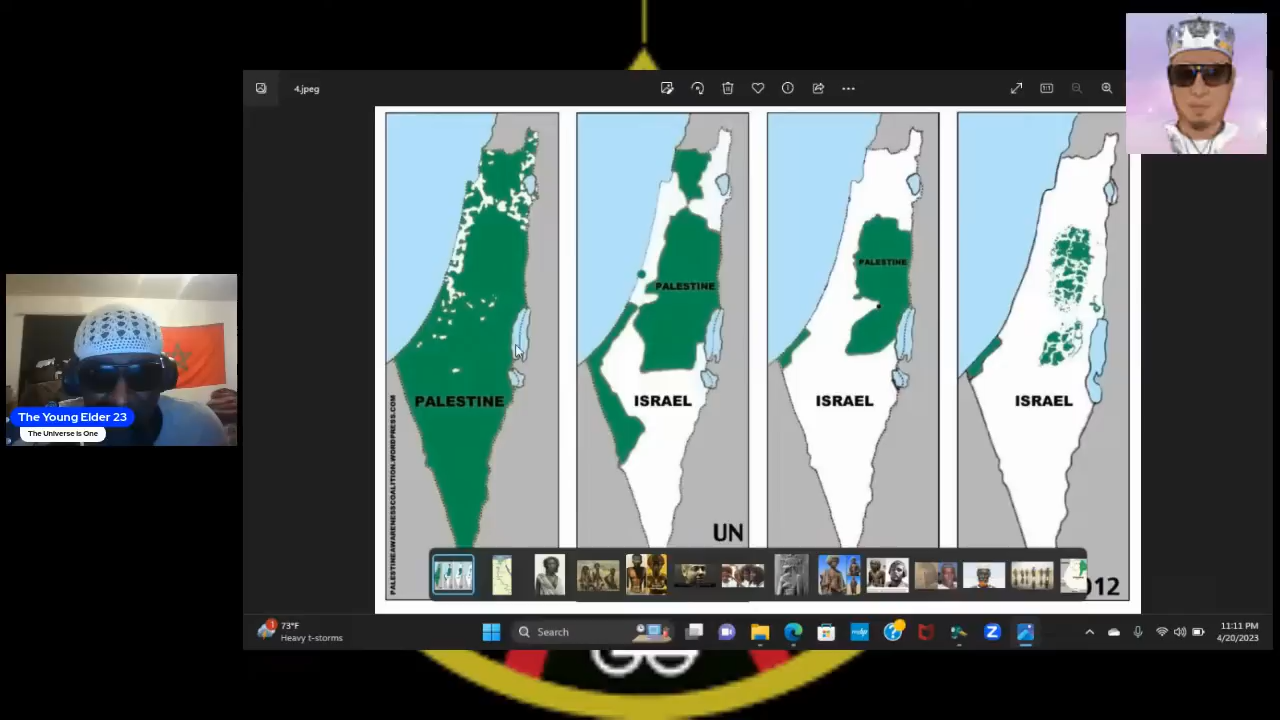 4.jpeg
PALESTINE
PALESTINEAWARENESSCOALITION.WORDPRESS.COM
PALESTINE
ISRAEL
UN
PALESTINE
ISRAEL
ISRAEL
012
The Young Elder 23
The Universe is One
73°F
Heavy t-storms
Search
11:11 PM
4/20/2023